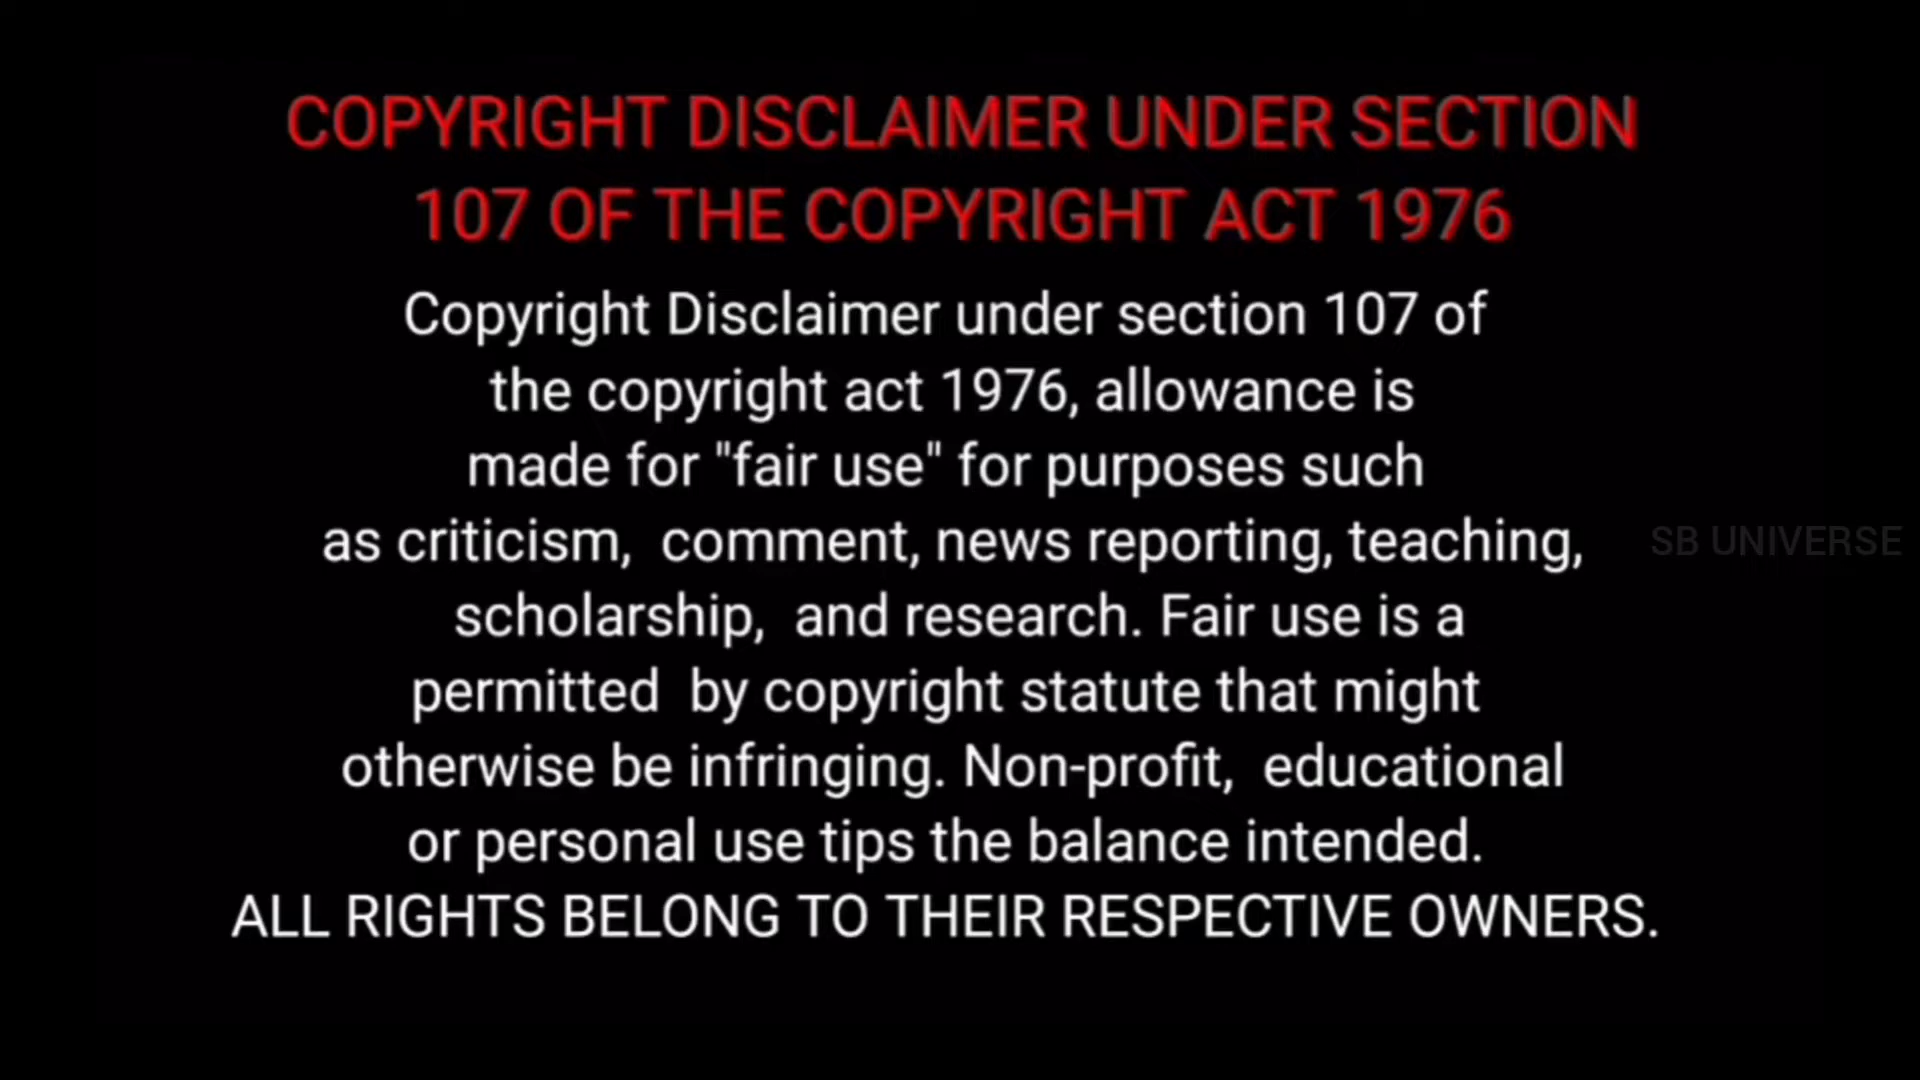 COPYRIGHT DISCLAIMER UNDER SECTION
107 OF THE COPYRIGHT ACT 1976
Copyright Disclaimer under section 107 of
the copyright act 1976, allowance is
made for "fair use" for purposes such
as criticism,  comment, news reporting, teaching,
scholarship,  and research. Fair use is a
permitted  by copyright statute that might
otherwise be infringing. Non-profit,  educational
or personal use tips the balance intended.
ALL RIGHTS BELONG TO THEIR RESPECTIVE OWNERS.
SB UNIVERSE